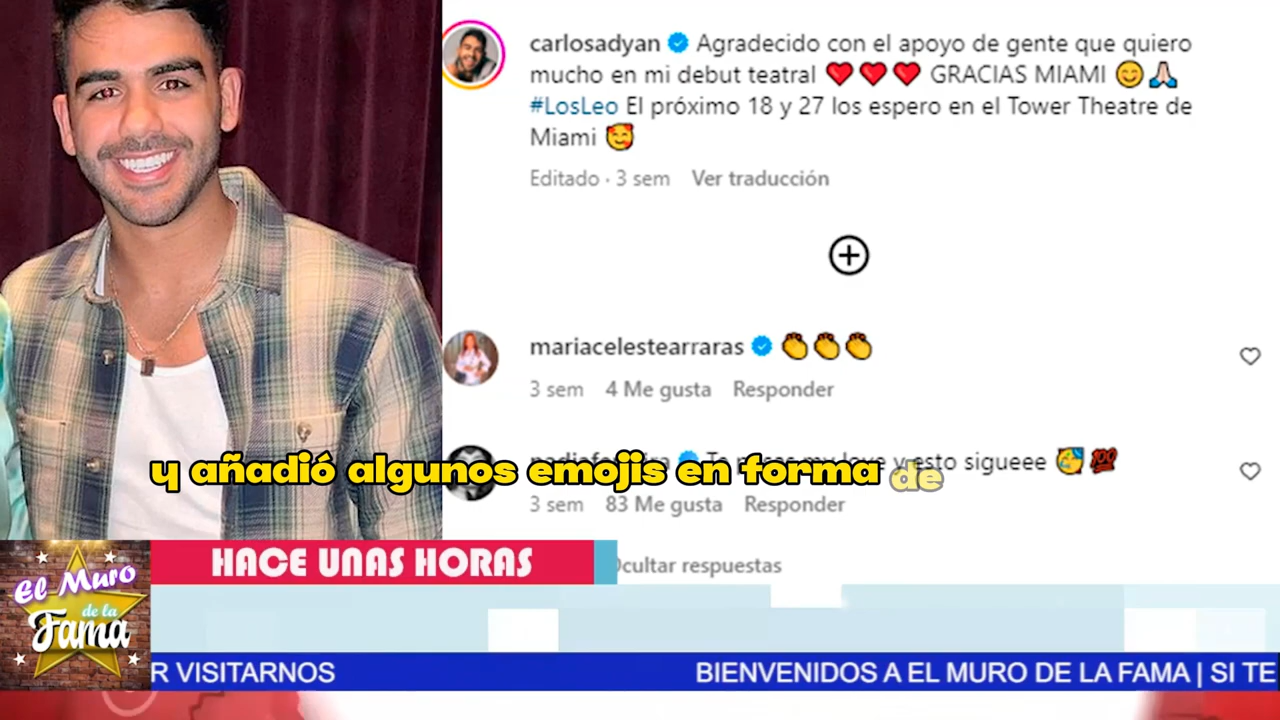 carlosadyan Agradecido con el apoyo de gente que quiero
mucho en mi debut teatral ❤️❤️❤️ GRACIAS MIAMI 😊🙏🏻
#LosLeo El próximo 18 y 27 los espero en el Tower Theatre de
Miami 🥰
Editado · 3 sem Ver traducción
mariacelestearraras 👏👏👏
3 sem 4 Me gusta Responder
y esto sigueee 🥳💯
y añadió algunos emojis en forma de
3 sem 83 Me gusta Responder
Ocultar respuestas
HACE UNAS HORAS
El Muro
de la
Fama
R VISITARNOS BIENVENIDOS A EL MURO DE LA FAMA | SI TE